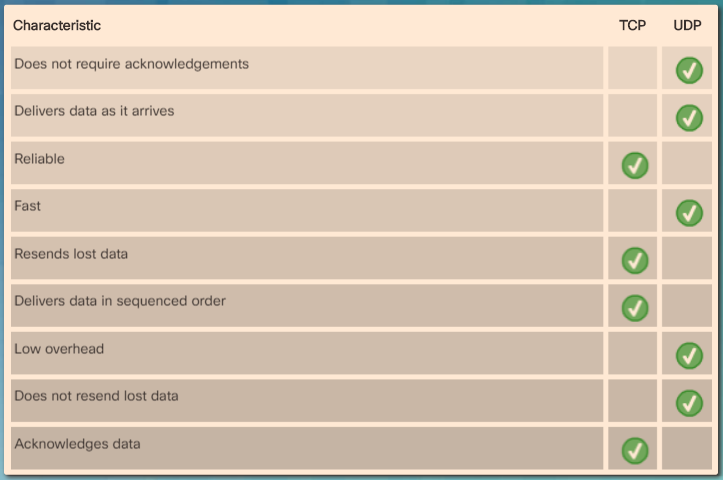 Characteristic TCP UDP
Does not require acknowledgements
Delivers data as it arrives
Reliable
Fast
Resends lost data
Delivers data in sequenced order
Low overhead
Does not resend lost data
Acknowledges data